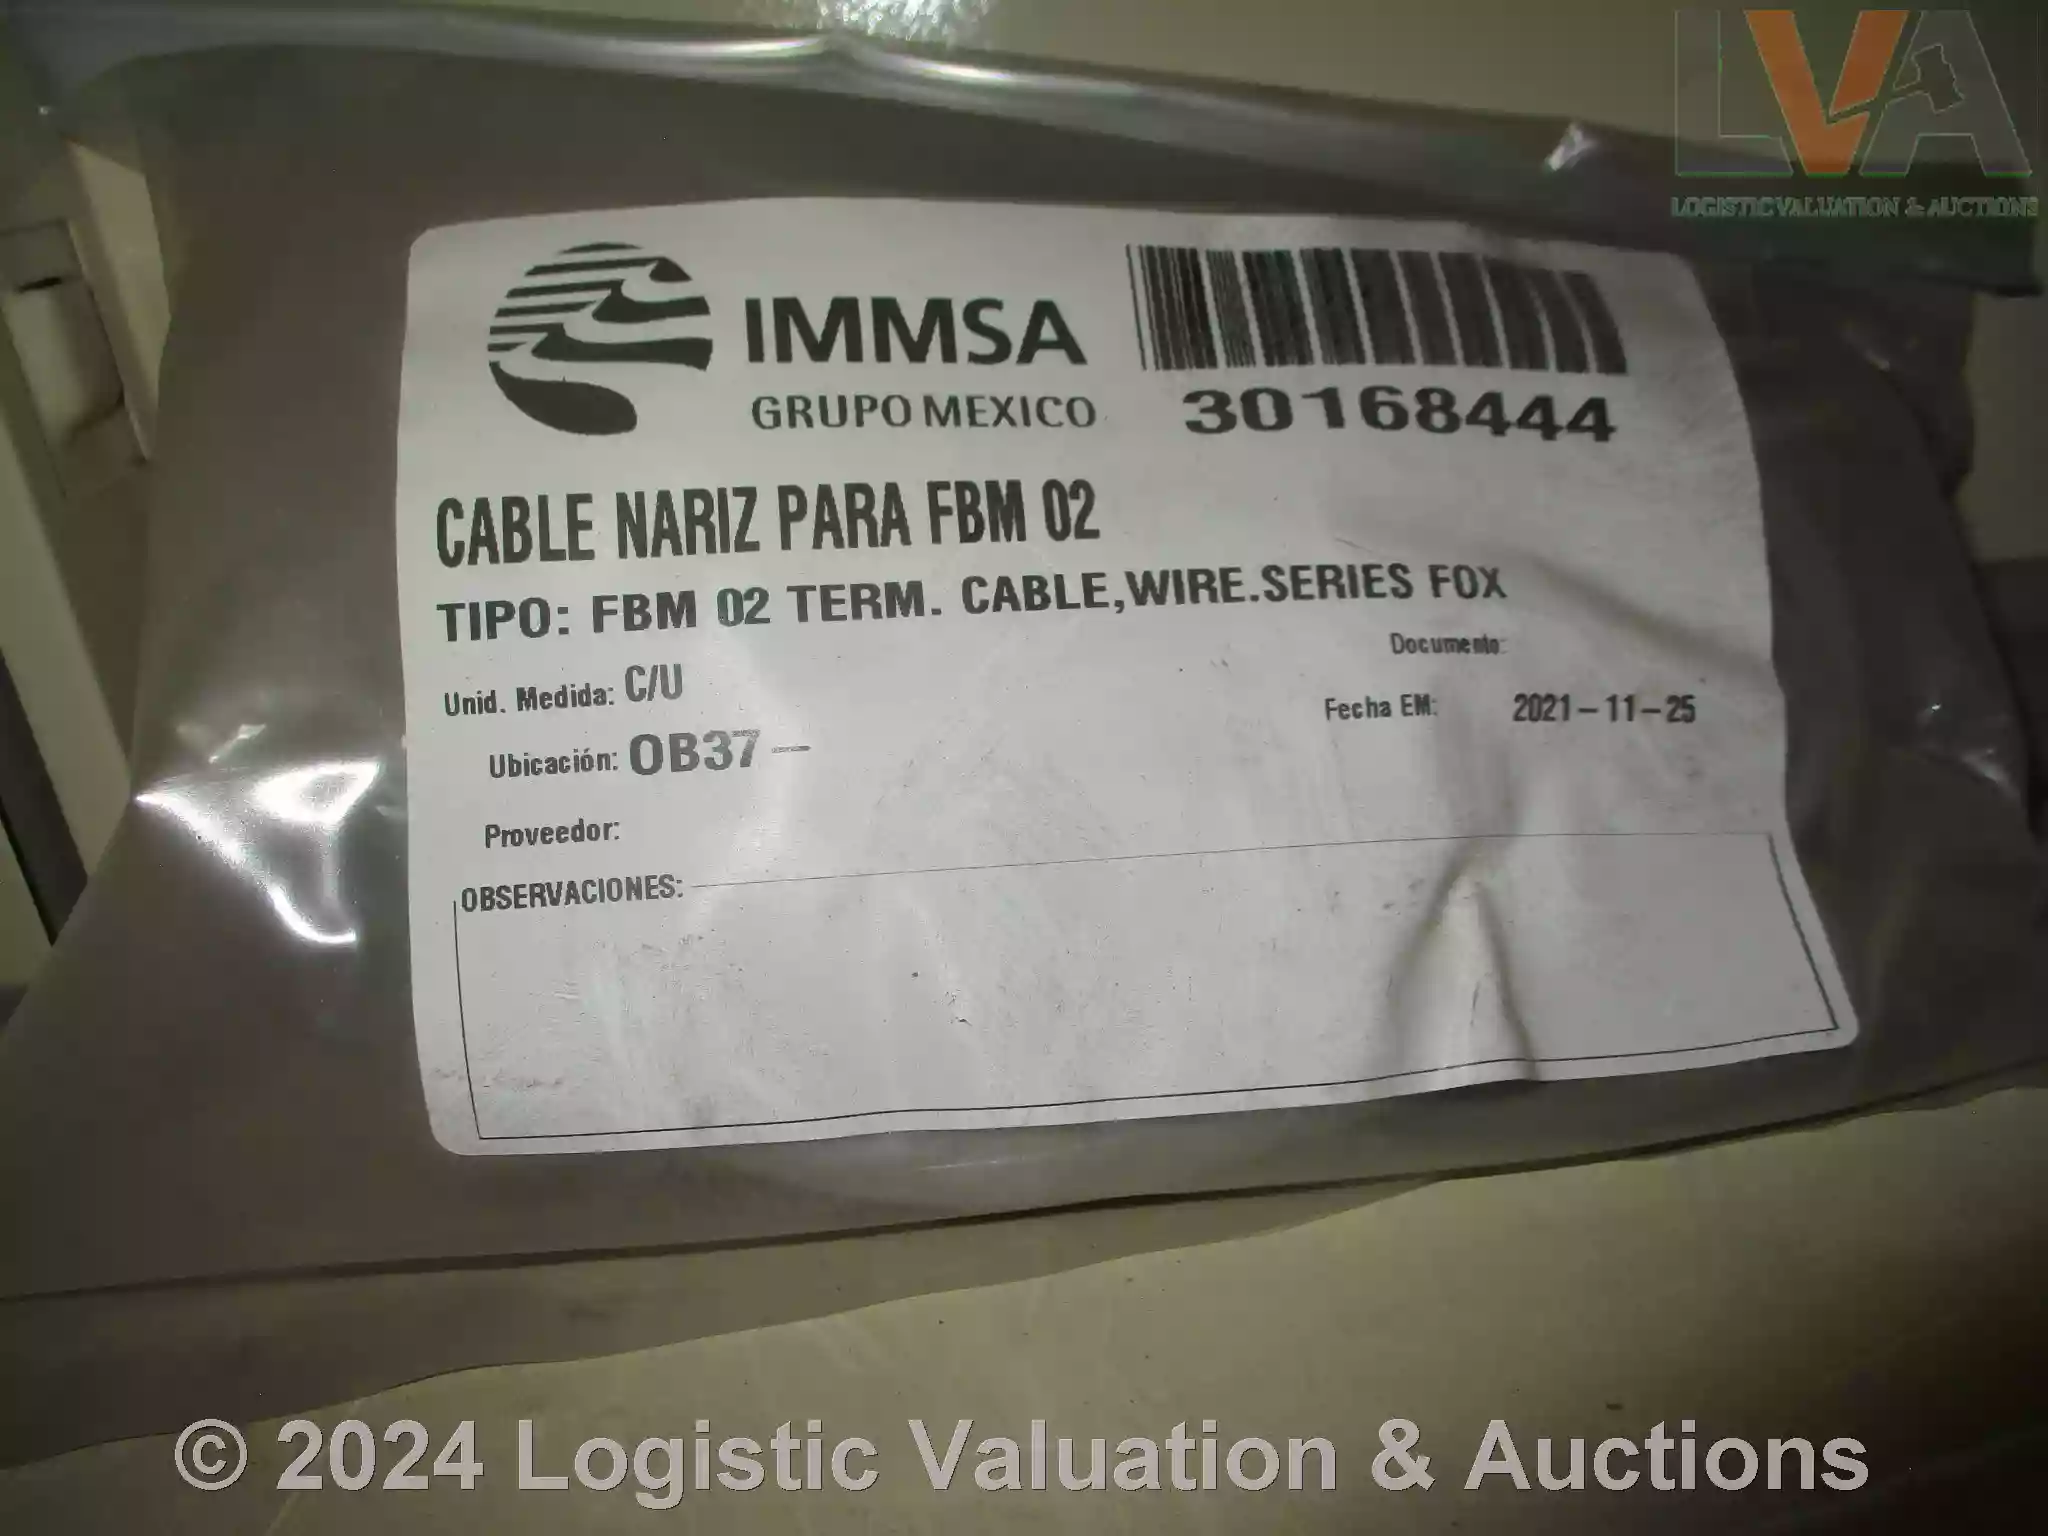 LVA
LOGISTIC VALUATION & AUCTIONS
IMMSA
GRUPO MEXICO
30168444
CABLE NARIZ PARA FBM 02
TIPO: FBM 02 TERM. CABLE,WIRE.SERIES FOX
Documento:
Unid. Medida: C/U
Fecha EM: 2021-11-25
Ubicación: OB37-
Proveedor:
OBSERVACIONES:
© 2024 Logistic Valuation & Auctions